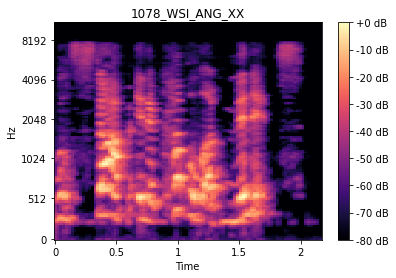 1078_WSI_ANG_XX
+0 dB
8192
-10 dB
4096
-20 dB
-30 dB
2048
Hz
-40 dB
1024
-50 dB
512
-60 dB
-70 dB
0
-80 dB
0 0.5 1 1.5 2
Time